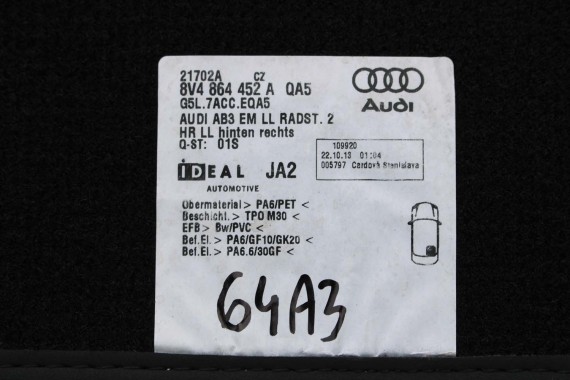 21702A CZ
8V4 864 452 A QA5
G5L.7ACC.EQA5
Audi
AUDI AB3 EM LL RADST. 2
HR LL hinten rechts
Q-ST: 01S
109920
22.10.13 01:04
005797 Cardová Stanislava
IDEAL JA2
AUTOMOTIVE
Obermaterial > PA6/PET <
Beschicht. > TPO M30 <
EFB > Bw/PVC <
Bef.El. > PA6/GF10/GK20 <
Bef.El. > PA6.6/30GF <
64A3